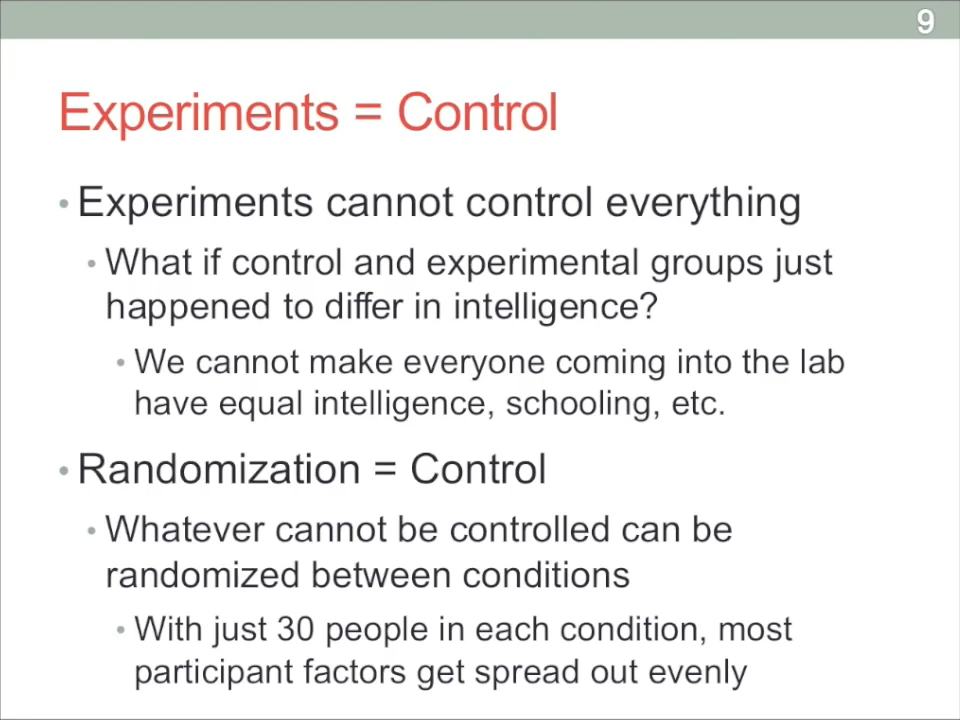 9
Experiments = Control
• Experiments cannot control everything
• What if control and experimental groups just
happened to differ in intelligence?
• We cannot make everyone coming into the lab
have equal intelligence, schooling, etc.
• Randomization = Control
• Whatever cannot be controlled can be
randomized between conditions
• With just 30 people in each condition, most
participant factors get spread out evenly